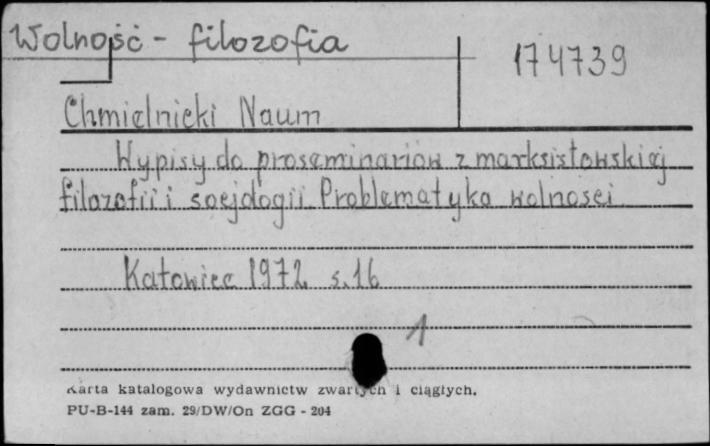 Wolność - filozofia
174739
Chmielnicki Naum
Wypisy do proseminariów z marksistowskiej
filozofii i socjologii Problematyka wolnosci
Katowice 1972 s. 16
1
Karta katalogowa wydawnictw zwartych i ciągłych.
PU-B-144 zam. 29/DW/On ZGG - 204